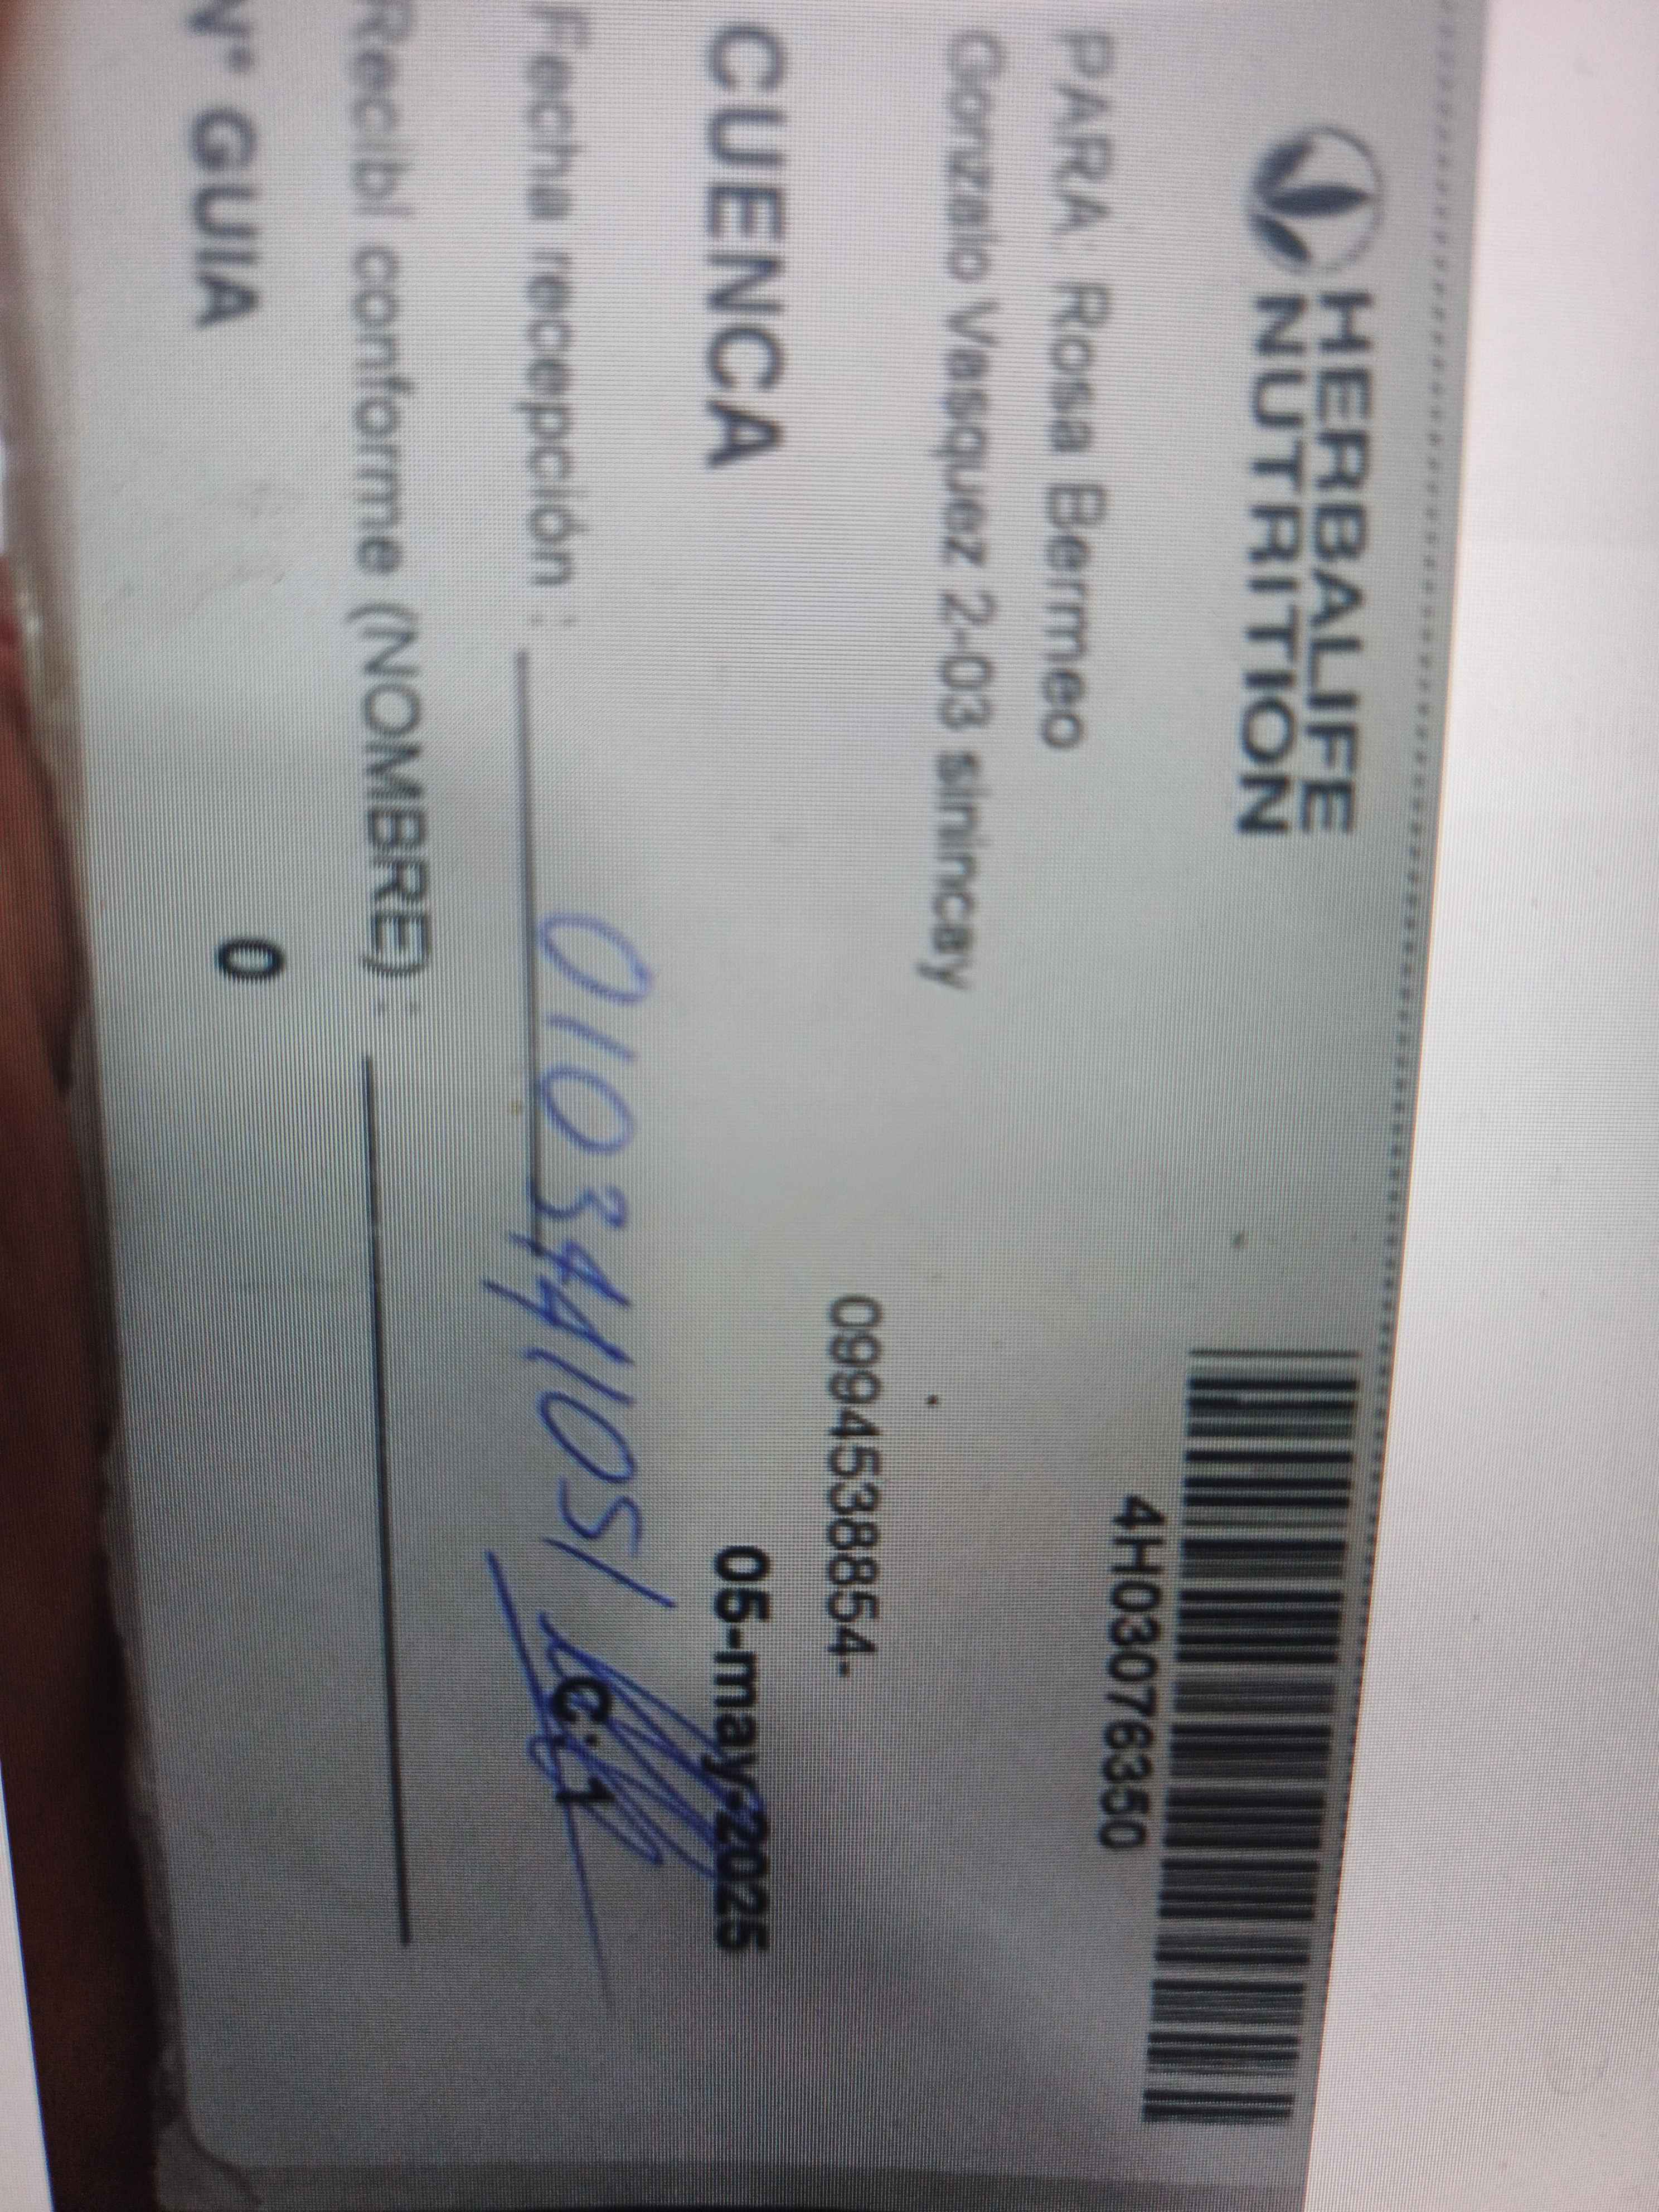 HERBALIFE
NUTRITION
4H03076350
PARA: Rosa Bermeo
Gonzalo Vasquez 2-03 sinincay
0994538854-
CUENCA
05-may-2025
Fecha recepción :
0103441051
C.1
Recibí conforme (NOMBRE) :
N° GUIA 0